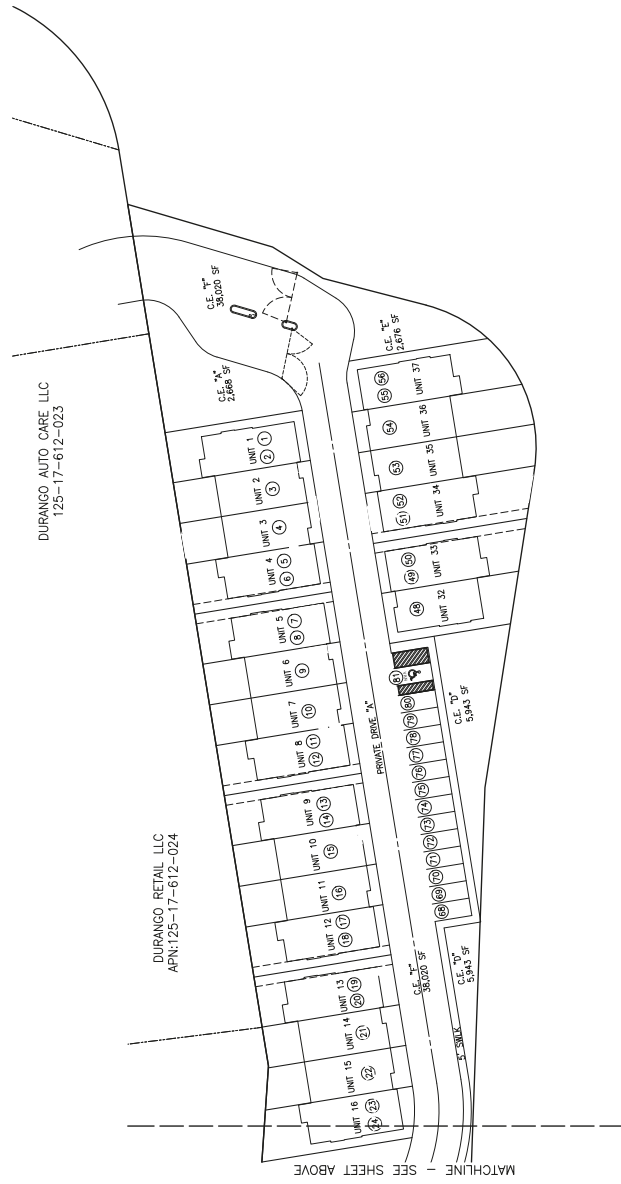 DURANGO AUTO CARE LLC
125-17-612-023
DURANGO RETAIL LLC
APN:125-17-612-024
C.E. "F"
38,020 SF
C.E. "A"
2,668 SF
C.E. "E"
2,676 SF
UNIT 1
1
2
UNIT 2
3
UNIT 3
4
UNIT 4
5
6
UNIT 5
7
8
UNIT 6
9
UNIT 7
10
UNIT 8
11
12
UNIT 9
13
14
UNIT 10
15
UNIT 11
16
UNIT 12
17
18
UNIT 13
19
20
UNIT 14
21
UNIT 15
22
UNIT 16
23
24
PRIVATE DRIVE "A"
55
56
UNIT 37
54
UNIT 36
53
UNIT 35
51
52
UNIT 34
49
50
UNIT 33
48
UNIT 32
81
80
79
78
77
76
75
74
73
72
71
70
69
68
C.E. "D"
5,943 SF
C.E. "F"
38,020 SF
C.E. "D"
5,943 SF
5' SWLK
MATCHLINE - SEE SHEET ABOVE